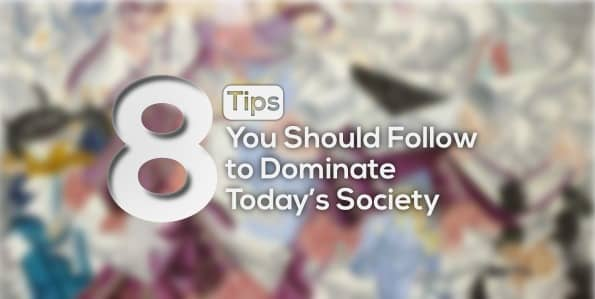 8
Tips
You Should Follow
to Dominate
Today's Society